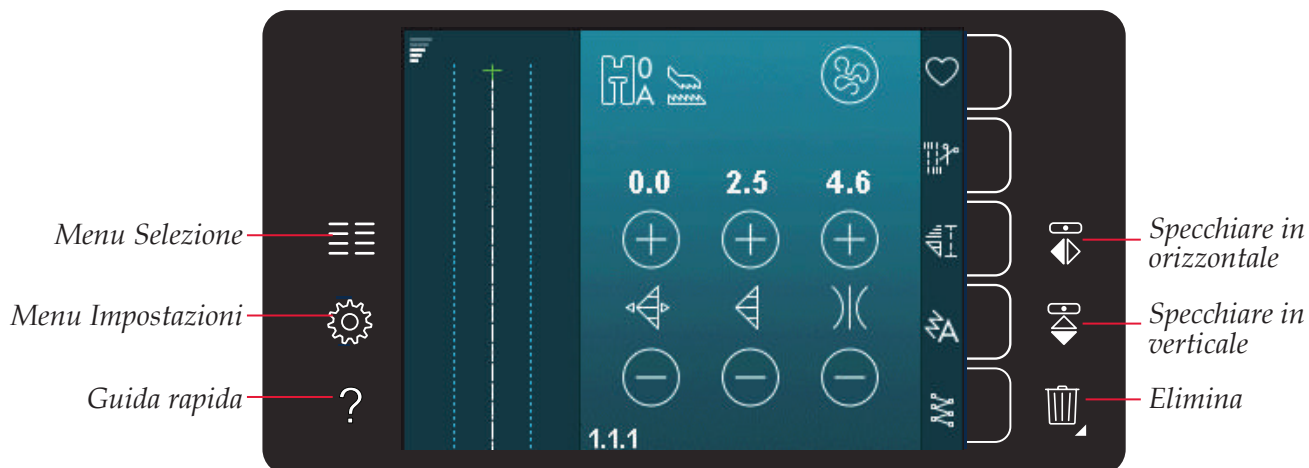 0
A
0.0 2.5 4.6
A
1.1.1
Menu Selezione
Menu Impostazioni
Guida rapida
?
Specchiare in
orizzontale
Specchiare in
verticale
Elimina